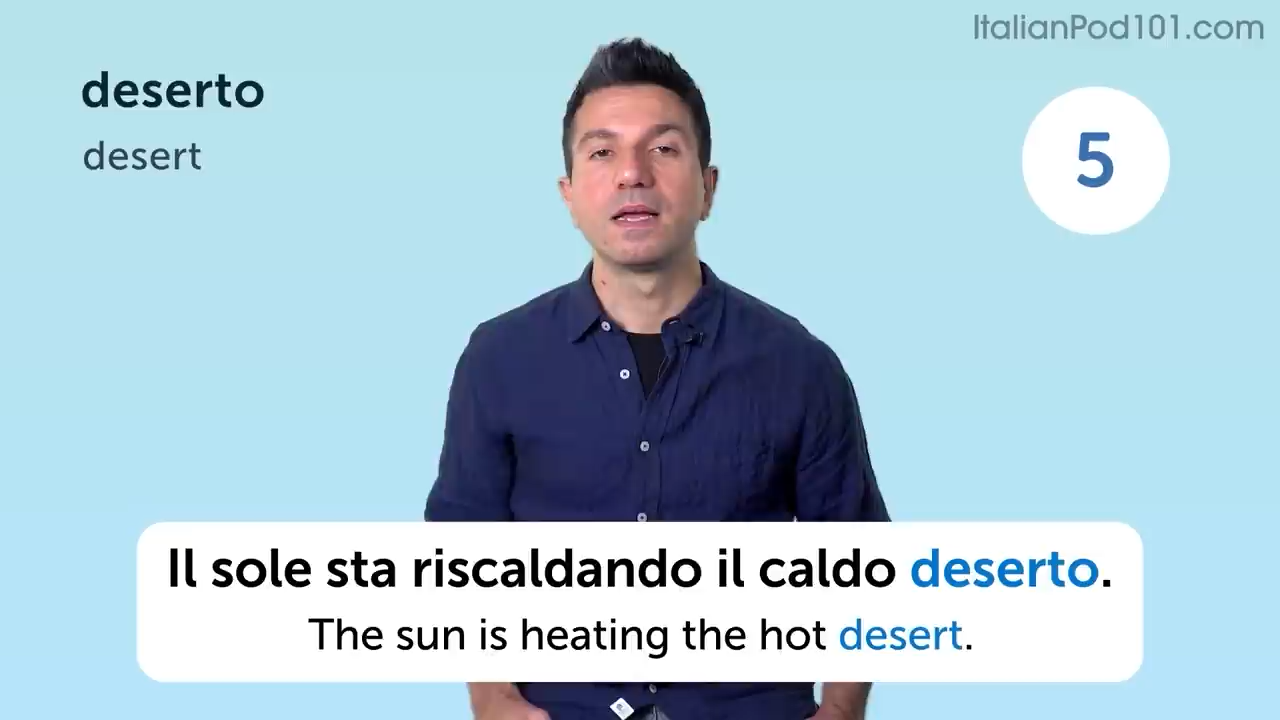 ItalianPod101.com
deserto
desert
5
Il sole sta riscaldando il caldo deserto.
The sun is heating the hot desert.